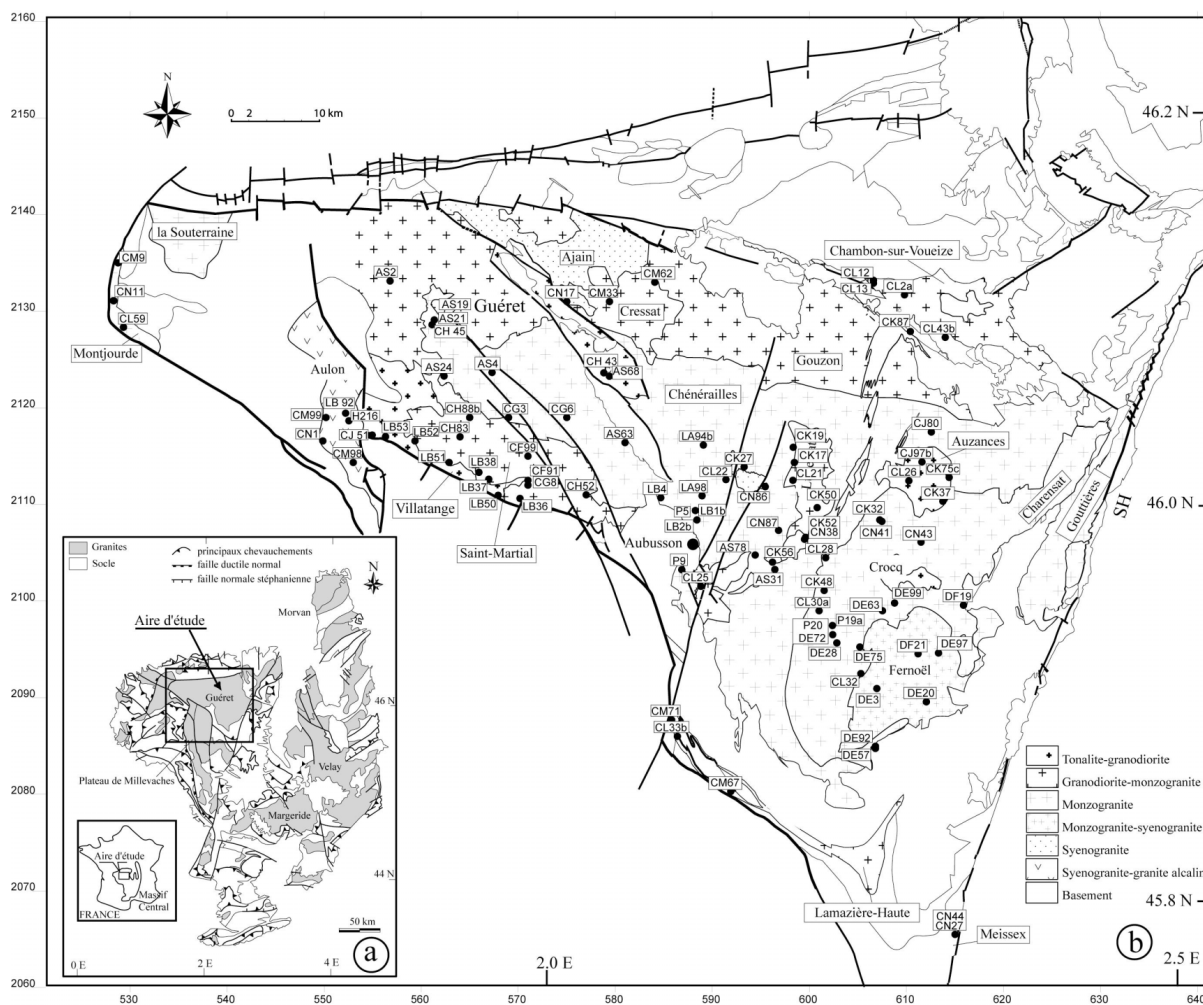 2160
2150
2140
2130
2120
2110
2100
2090
2080
2070
2060
530
540
550
560
570
580
590
600
610
620
630
640
46.2 N
46.0 N
45.8 N
2.0 E
2.5 E
N
0 2 10 km
la Souterraine
CM9
CN11
CL59
Montjourde
AS2
AS19
AS21
CH 45
Guéret
Ajain
CN17
CM33
CM62
Cressat
Chambon-sur-Voueize
CL12
CL13
CL2a
CK87
CL43b
Gouzon
Aulon
AS24
AS4
CH 43
AS68
Chénérailles
LB 92
H216
CM99
CN1
CJ 51
CM98
LB53
LB52
CH88b
CH83
CG3
CG6
LB51
LB38
CF99
CF91
CG8
LB37
LB50
LB36
CH52
AS63
Villatange
Saint-Martial
LA94b
CL22
CK27
LA98
LB4
P5
LB1b
LB2b
CN86
CK19
CK17
CL21
CK50
CJ80
Auzances
CJ97b
CL26
CK75c
CK37
CK32
CN41
CN43
CN87
CK52
CN38
CL28
Aubusson
AS78
CK56
AS31
P9
CL25
Crocq
CK48
CL30a
DE63
DE99
DF19
P20
P19a
DE72
DE28
DE75
DF21
DE97
Fernoël
CL32
DE3
DE20
DE92
DE57
CM71
CL33b
CM67
Charensat
Gouttières
SH
Lamazière-Haute
CN44
CN27
Meissex
Tonalite-granodiorite
Granodiorite-monzogranite
Monzogranite
Monzogranite-syenogranite
Syenogranite
Syenogranite-granite alcalin
Basement
b
Granites
Socle
principaux chevauchements
faille ductile normal
faille normale stéphanienne
N
Aire d'étude
Morvan
Guéret
46 N
Plateau de Millevaches
Velay
Margeride
44 N
Aire d'étude
Massif
Central
FRANCE
50 km
a
0 E
2 E
4 E